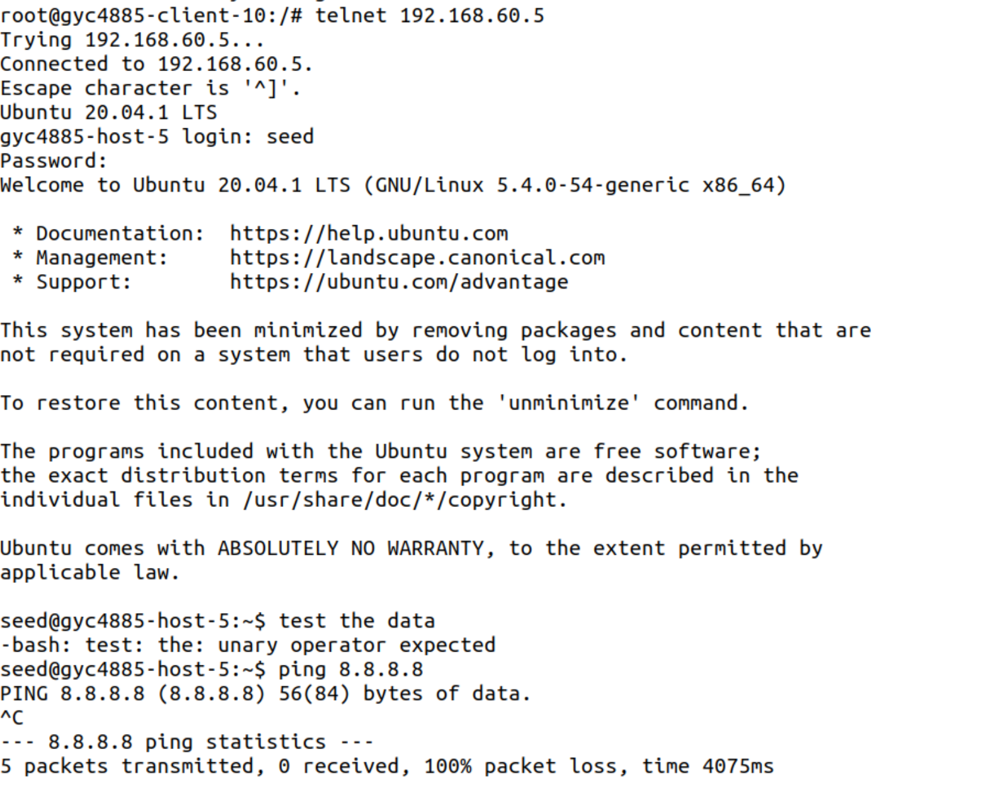 root@gyc4885-client-10:/# telnet 192.168.60.5
Trying 192.168.60.5...
Connected to 192.168.60.5.
Escape character is '^]'.
Ubuntu 20.04.1 LTS
gyc4885-host-5 login: seed
Password:
Welcome to Ubuntu 20.04.1 LTS (GNU/Linux 5.4.0-54-generic x86_64)

 * Documentation:  https://help.ubuntu.com
 * Management:     https://landscape.canonical.com
 * Support:        https://ubuntu.com/advantage

This system has been minimized by removing packages and content that are
not required on a system that users do not log into.

To restore this content, you can run the 'unminimize' command.

The programs included with the Ubuntu system are free software;
the exact distribution terms for each program are described in the
individual files in /usr/share/doc/*/copyright.

Ubuntu comes with ABSOLUTELY NO WARRANTY, to the extent permitted by
applicable law.

seed@gyc4885-host-5:~$ test the data
-bash: test: the: unary operator expected
seed@gyc4885-host-5:~$ ping 8.8.8.8
PING 8.8.8.8 (8.8.8.8) 56(84) bytes of data.
^C
--- 8.8.8.8 ping statistics ---
5 packets transmitted, 0 received, 100% packet loss, time 4075ms